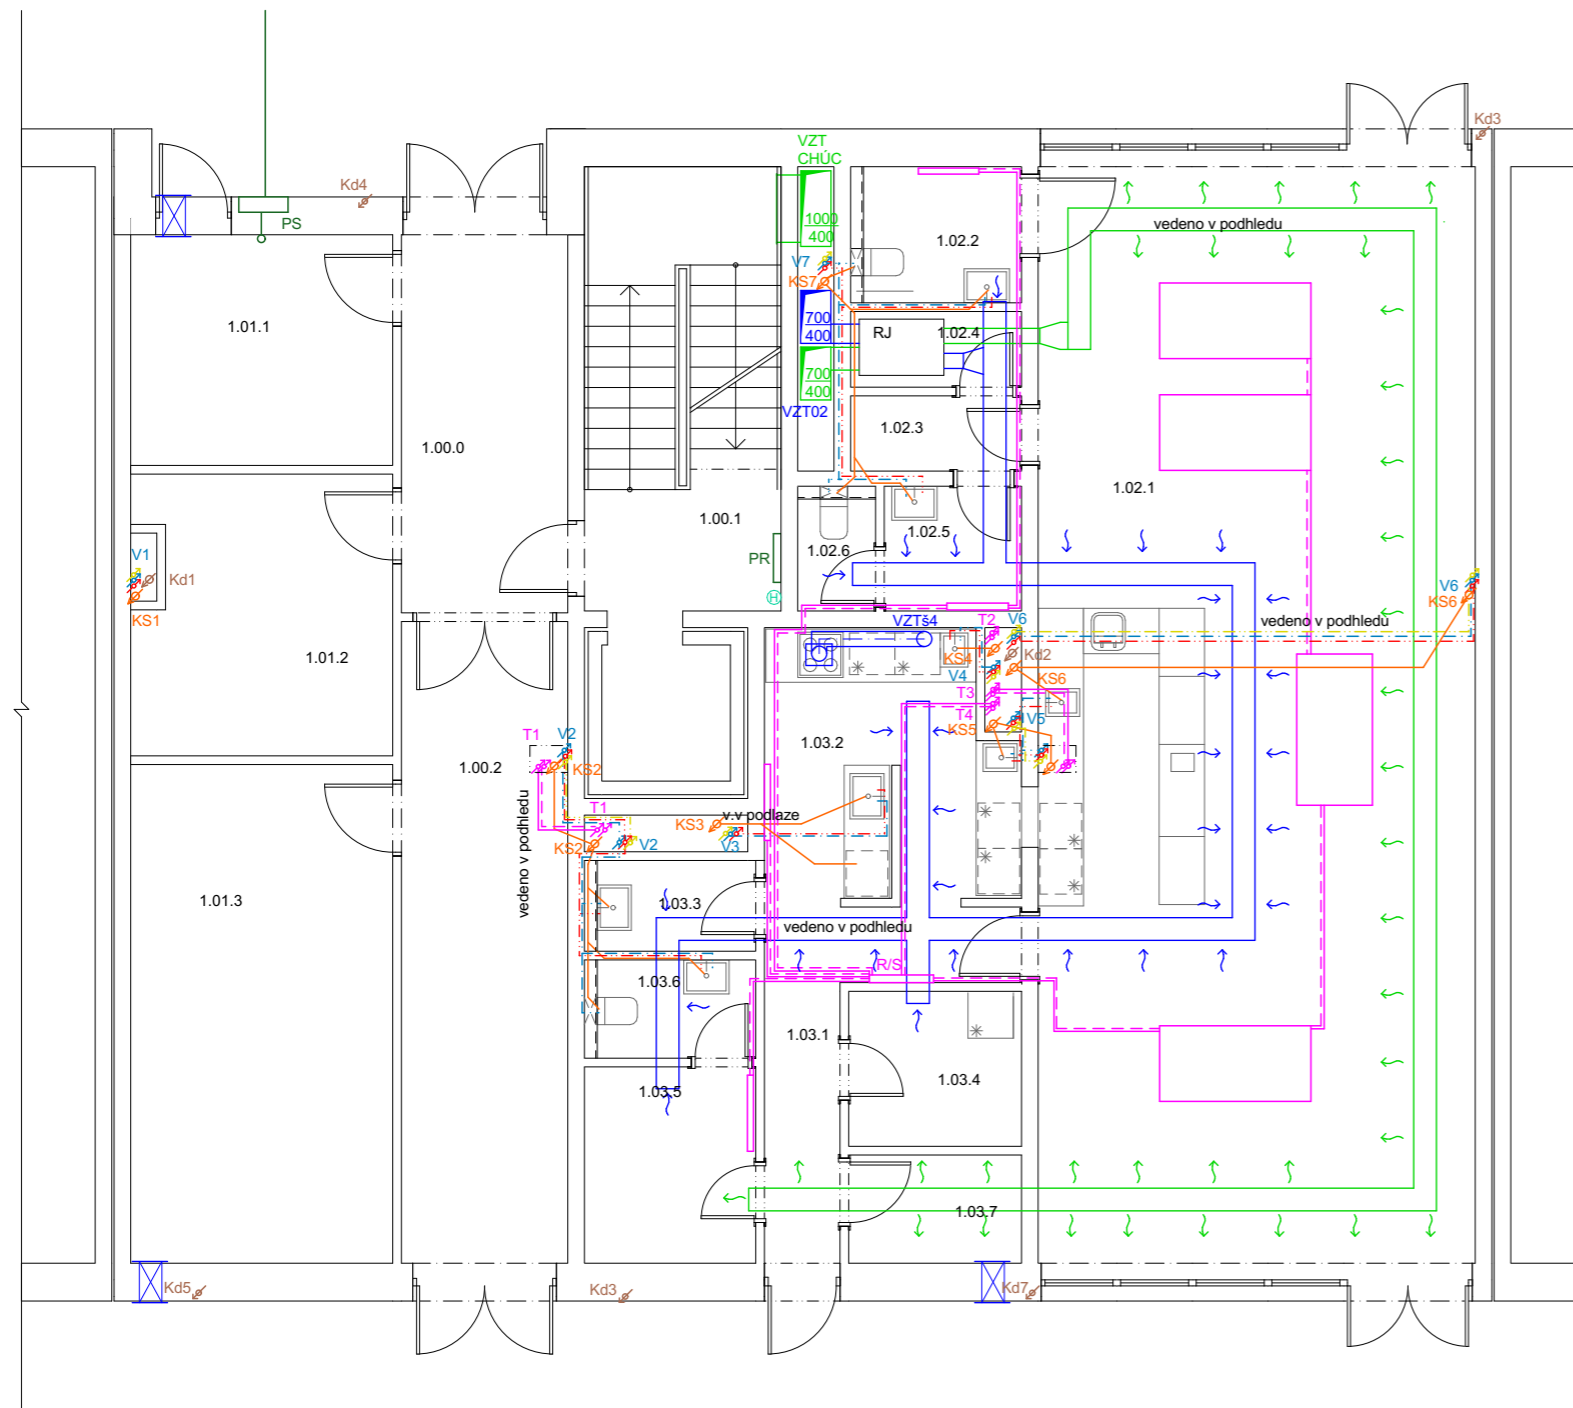 Kd3
VZT
CHÚC
Kd4
PS
1000
400
1.02.2
vedeno v podhledu
V7
KS7
1.01.1
700
400
RJ
1.02.4
700
400
VZT02
1.02.3
1.00.0
1.02.1
1.00.1
1.02.5
1.02.6
PR
H
V1
Kd1
KS1
V6
KS6
VZTš4
T2
V6
vedeno v podhledu
1.01.2
KS4
Kd2
V4
KS6
T3
T4
V5
KS5
T1
V2
1.03.2
1.00.2
KS2
vedeno v podhledu
T1
v.v podlaze
KS3
V3
KS2
V2
1.01.3
1.03.3
vedeno v podhledu
R/S
1.03.6
1.03.1
1.03.4
1.03.5
1.03.7
Kd5
Kd3
Kd7